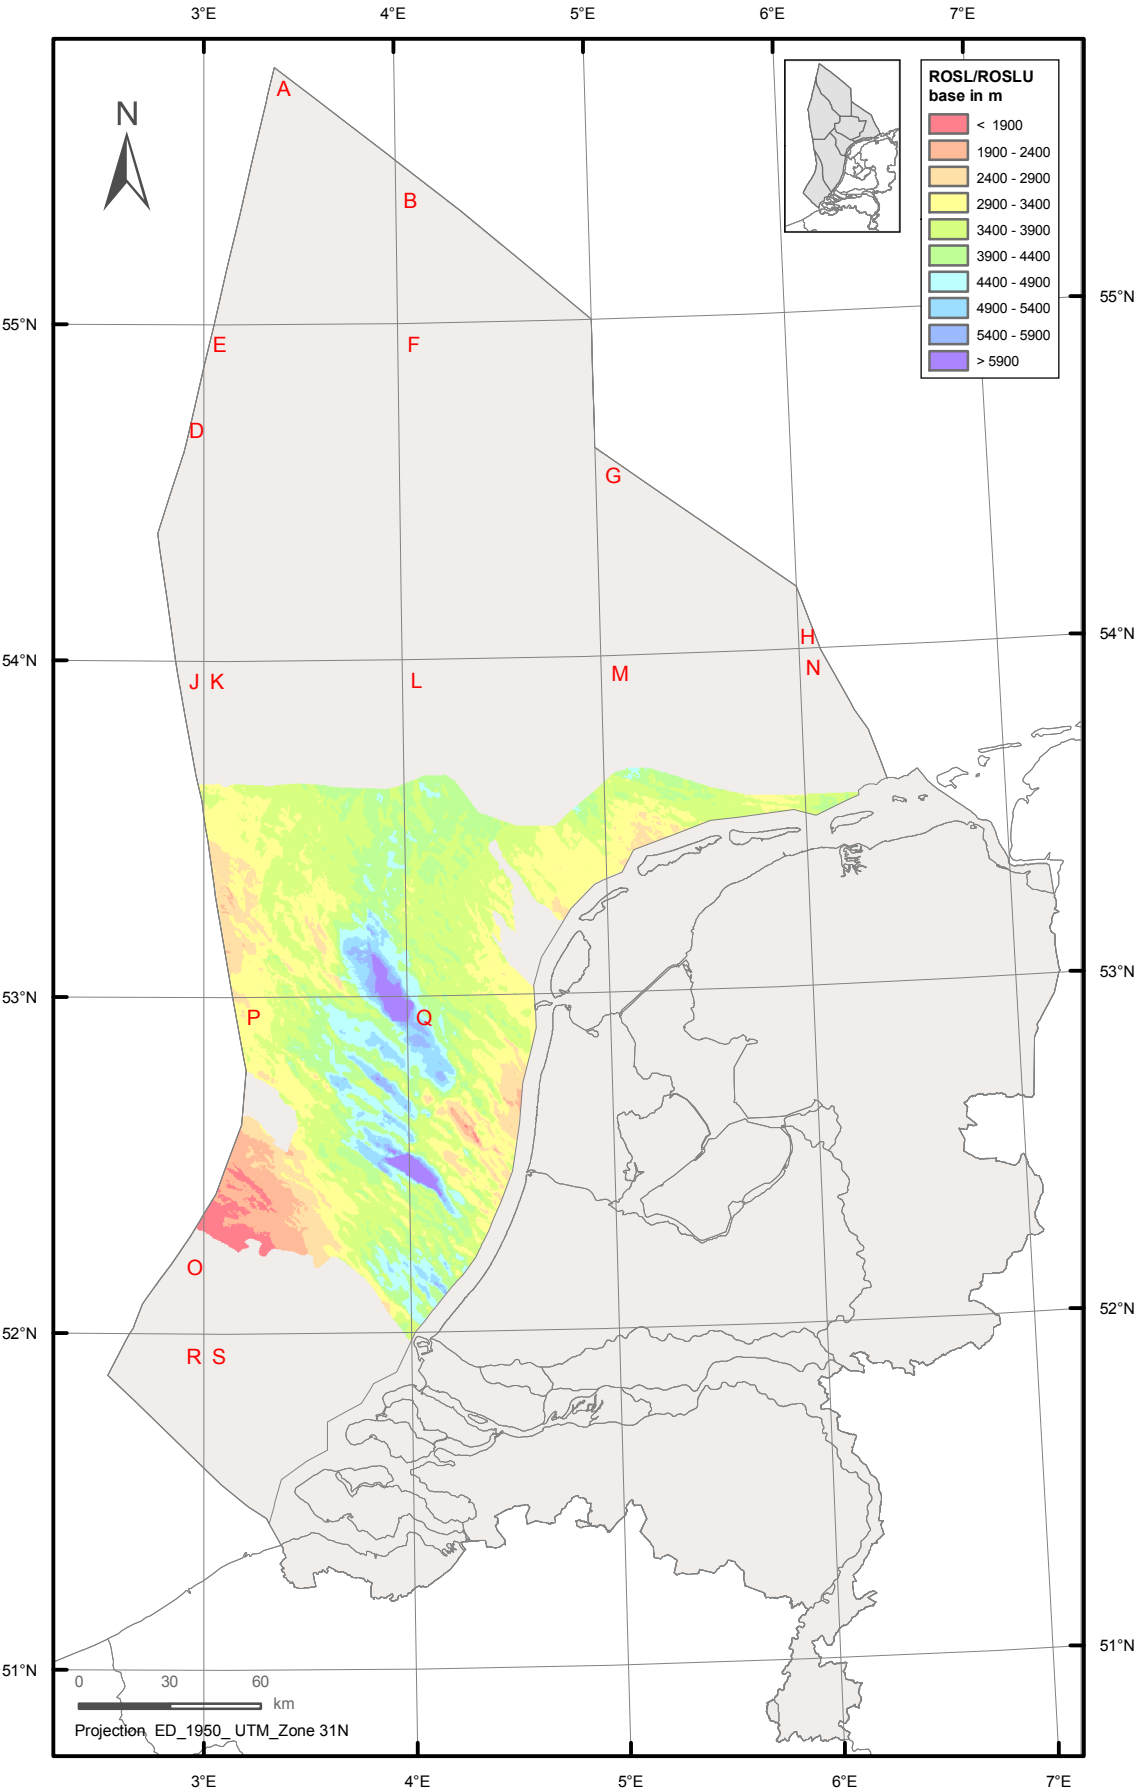 3°E 4°E 5°E 6°E 7°E
N
ROSL/ROSLU
base in m
< 1900
1900 - 2400
2400 - 2900
2900 - 3400
3400 - 3900
3900 - 4400
4400 - 4900
4900 - 5400
5400 - 5900
> 5900
A
B
55°N 55°N
E F
D
G
H
54°N 54°N
J K L M N
53°N 53°N
P Q
O
52°N 52°N
R S
51°N 51°N
0 30 60
km
Projection ED_1950_UTM_Zone 31N
3°E 4°E 5°E 6°E 7°E